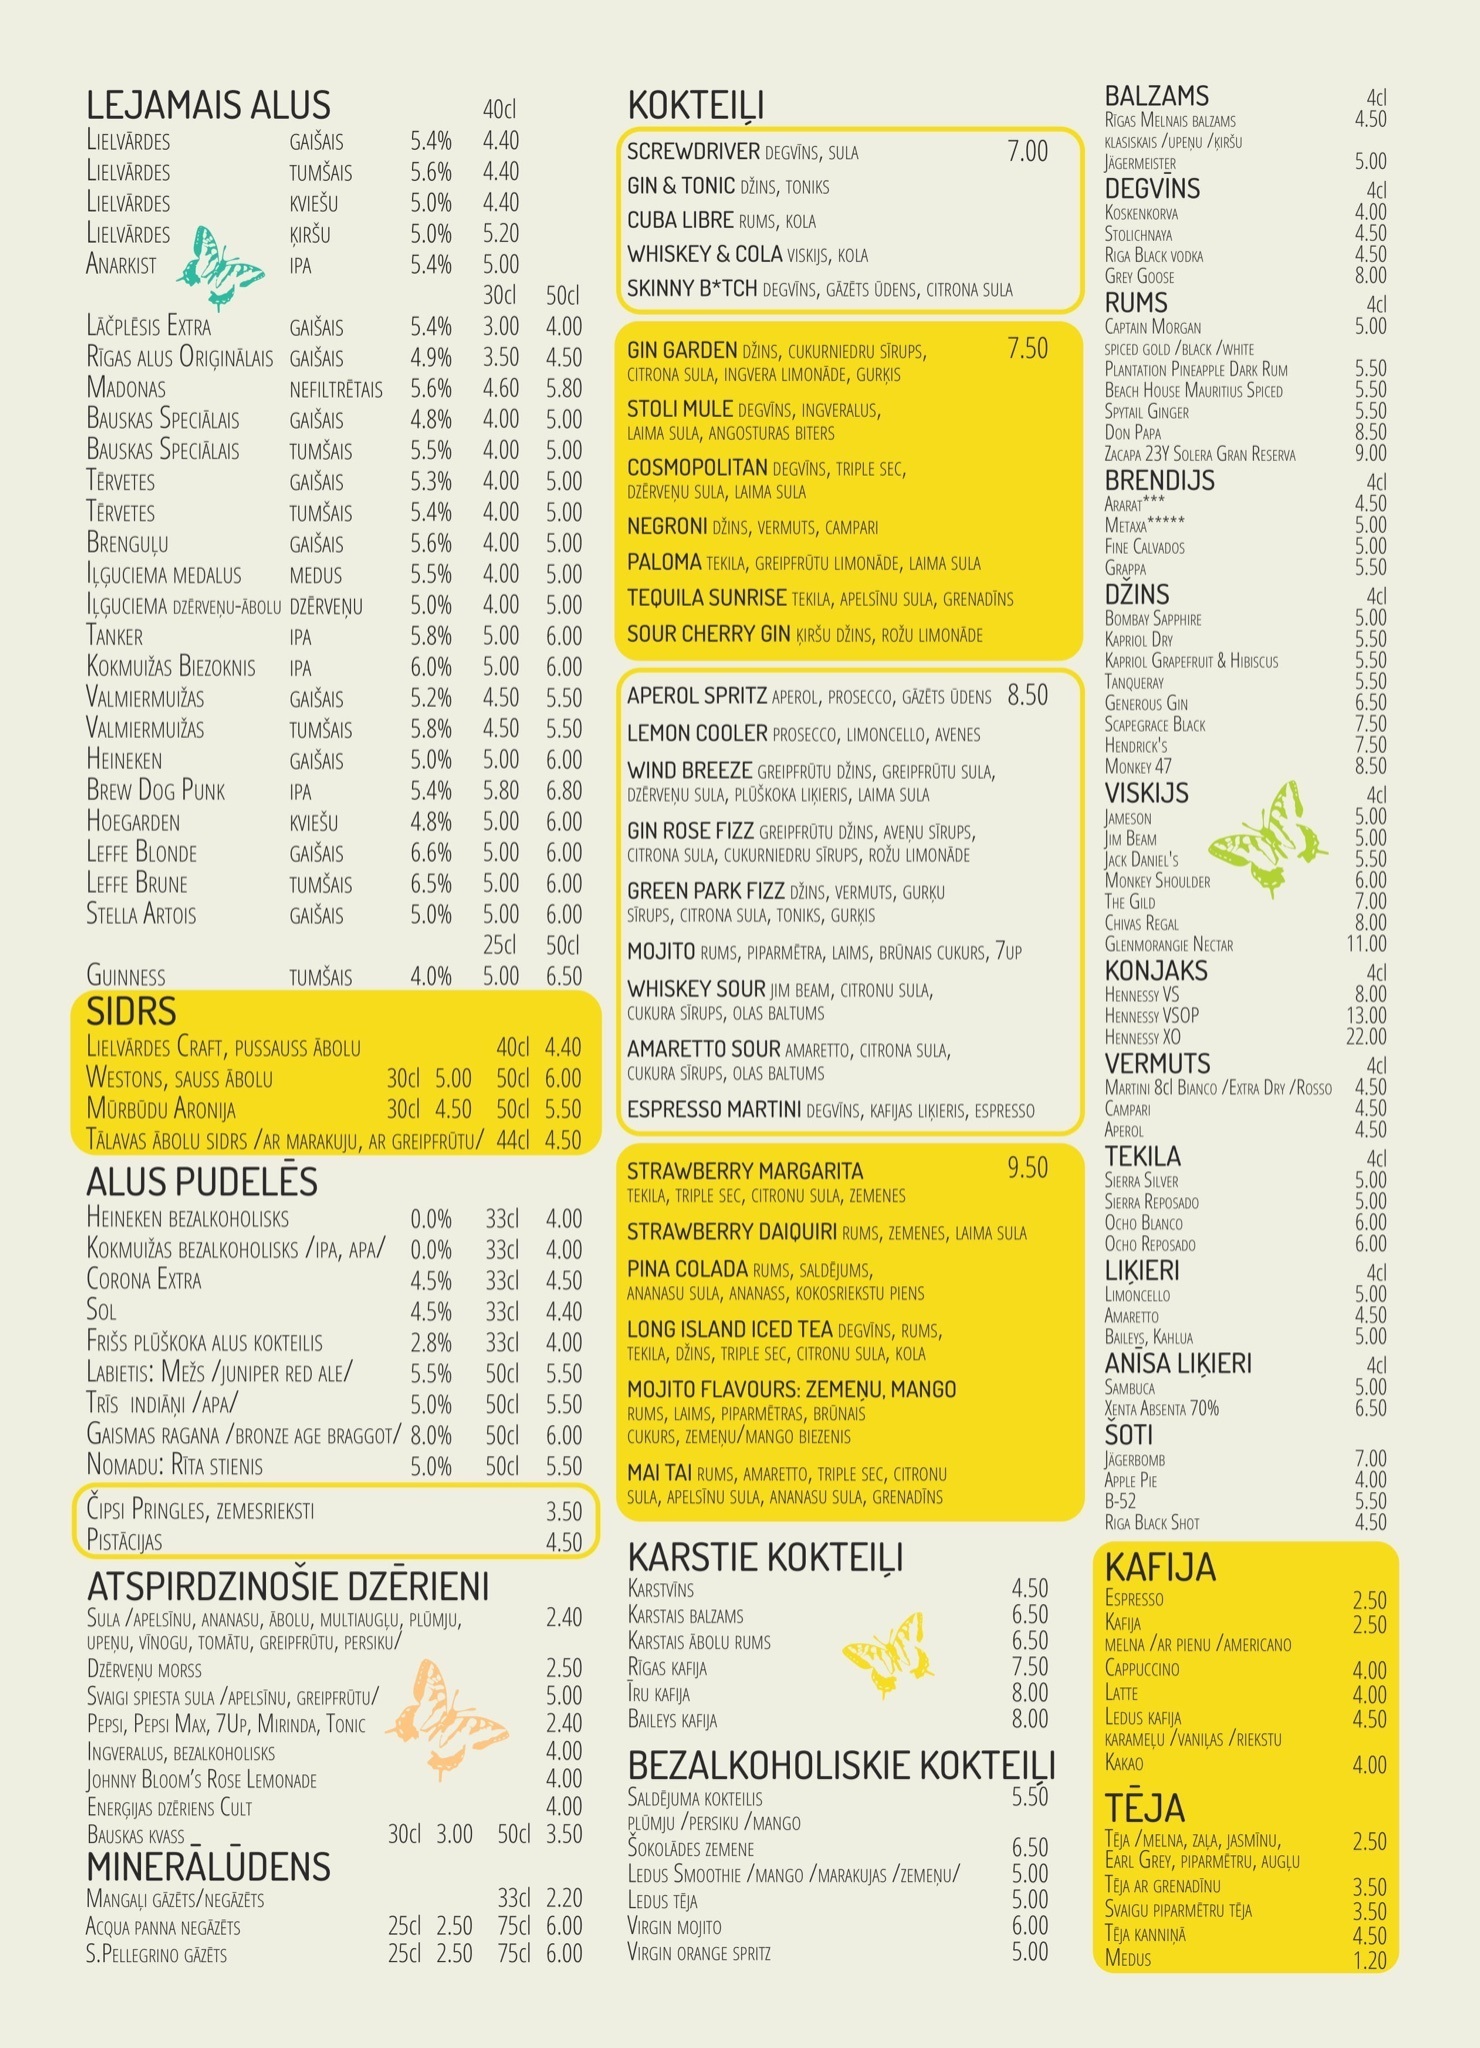 LEJAMAIS ALUS 40cl
LIELVĀRDES GAIŠAIS 5.4% 4.40
LIELVĀRDES TUMŠAIS 5.6% 4.40
LIELVĀRDES KVIEŠU 5.0% 4.40
LIELVĀRDES ĶIRŠU 5.0% 5.20
ANARKIST IPA 5.4% 5.00
30cl 50cl
LĀČPLĒSIS EXTRA GAIŠAIS 5.4% 3.00 4.00
RĪGAS ALUS ORIĢINĀLAIS GAIŠAIS 4.9% 3.50 4.50
MADONAS NEFILTRĒTAIS 5.6% 4.60 5.80
BAUSKAS SPECIĀLAIS GAIŠAIS 4.8% 4.00 5.00
BAUSKAS SPECIĀLAIS TUMŠAIS 5.5% 4.00 5.00
TĒRVETES GAIŠAIS 5.3% 4.00 5.00
TĒRVETES TUMŠAIS 5.4% 4.00 5.00
BRENGUĻU GAIŠAIS 5.6% 4.00 5.00
IĻĢUCIEMA MEDALUS MEDUS 5.5% 4.00 5.00
IĻĢUCIEMA DZĒRVEŅU-ĀBOLU DZĒRVEŅU 5.0% 4.00 5.00
TANKER IPA 5.8% 5.00 6.00
KOKMUIŽAS BIEZOKNIS IPA 6.0% 5.00 6.00
VALMIERMUIŽAS GAIŠAIS 5.2% 4.50 5.50
VALMIERMUIŽAS TUMŠAIS 5.8% 4.50 5.50
HEINEKEN GAIŠAIS 5.0% 5.00 6.00
BREW DOG PUNK IPA 5.4% 5.80 6.80
HOEGARDEN KVIEŠU 4.8% 5.00 6.00
LEFFE BLONDE GAIŠAIS 6.6% 5.00 6.00
LEFFE BRUNE TUMŠAIS 6.5% 5.00 6.00
STELLA ARTOIS GAIŠAIS 5.0% 5.00 6.00
25cl 50cl
GUINNESS TUMŠAIS 4.0% 5.00 6.50
SIDRS
LIELVĀRDES CRAFT, PUSSAUSS ĀBOLU 40cl 4.40
WESTONS, SAUSS ĀBOLU 30cl 5.00 50cl 6.00
MŪRBŪDU ARONIJA 30cl 4.50 50cl 5.50
TĀLAVAS ĀBOLU SIDRS /AR MARAKUJU, AR GREIPFRŪTU/ 44cl 4.50
ALUS PUDELĒS
HEINEKEN BEZALKOHOLISKS 0.0% 33cl 4.00
KOKMUIŽAS BEZALKOHOLISKS /IPA, APA/ 0.0% 33cl 4.00
CORONA EXTRA 4.5% 33cl 4.50
SOL 4.5% 33cl 4.40
FRIŠS PLŪŠKOKA ALUS KOKTEILIS 2.8% 33cl 4.00
LABIETIS: MEŽS /JUNIPER RED ALE/ 5.5% 50cl 5.50
TRĪS INDIĀŅI /APA/ 5.0% 50cl 5.50
GAISMAS RAGANA /BRONZE AGE BRAGGOT/ 8.0% 50cl 6.00
NOMADU: RĪTA STIENIS 5.0% 50cl 5.50
ČIPSI PRINGLES, ZEMESRIEKSTI 3.50
PISTĀCIJAS 4.50
ATSPIRDZINOŠIE DZĒRIENI
SULA /APELSĪNU, ANANASU, ĀBOLU, MULTIAUGĻU, PLŪMJU, 2.40
UPEŅU, VĪNOGU, TOMĀTU, GREIPFRŪTU, PERSIKU/
DZĒRVEŅU MORSS 2.50
SVAIGI SPIESTA SULA /APELSĪNU, GREIPFRŪTU/ 5.00
PEPSI, PEPSI MAX, 7UP, MIRINDA, TONIC 2.40
INGVERALUS, BEZALKOHOLISKS 4.00
JOHNNY BLOOM'S ROSE LEMONADE 4.00
ENERĢIJAS DZĒRIENS CULT 4.00
BAUSKAS KVASS 30cl 3.00 50cl 3.50
MINERĀLŪDENS
MANGAĻI GĀZĒTS/NEGĀZĒTS 33cl 2.20
ACQUA PANNA NEGĀZĒTS 25cl 2.50 75cl 6.00
S.PELLEGRINO GĀZĒTS 25cl 2.50 75cl 6.00
KOKTEIĻI
SCREWDRIVER DEGVĪNS, SULA 7.00
GIN & TONIC DŽINS, TONIKS
CUBA LIBRE RUMS, KOLA
WHISKEY & COLA VISKIJS, KOLA
SKINNY B*TCH DEGVĪNS, GĀZĒTS ŪDENS, CITRONA SULA
GIN GARDEN DŽINS, CUKURNIEDRU SĪRUPS, 7.50
CITRONA SULA, INGVERA LIMONĀDE, GURĶIS
STOLI MULE DEGVĪNS, INGVERALUS,
LAIMA SULA, ANGOSTURAS BITERS
COSMOPOLITAN DEGVĪNS, TRIPLE SEC,
DZĒRVEŅU SULA, LAIMA SULA
NEGRONI DŽINS, VERMUTS, CAMPARI
PALOMA TEKILA, GREIPFRŪTU LIMONĀDE, LAIMA SULA
TEQUILA SUNRISE TEKILA, APELSĪNU SULA, GRENADĪNS
SOUR CHERRY GIN ĶIRŠU DŽINS, ROŽU LIMONĀDE
APEROL SPRITZ APEROL, PROSECCO, GĀZĒTS ŪDENS 8.50
LEMON COOLER PROSECCO, LIMONCELLO, AVENES
WIND BREEZE GREIPFRŪTU DŽINS, GREIPFRŪTU SULA,
DZĒRVEŅU SULA, PLŪŠKOKA LIĶIERIS, LAIMA SULA
GIN ROSE FIZZ GREIPFRŪTU DŽINS, AVEŅU SĪRUPS,
CITRONA SULA, CUKURNIEDRU SĪRUPS, ROŽU LIMONĀDE
GREEN PARK FIZZ DŽINS, VERMUTS, GURĶU
SĪRUPS, CITRONA SULA, TONIKS, GURĶIS
MOJITO RUMS, PIPARMĒTRA, LAIMS, BRŪNAIS CUKURS, 7UP
WHISKEY SOUR JIM BEAM, CITRONU SULA,
CUKURA SĪRUPS, OLAS BALTUMS
AMARETTO SOUR AMARETTO, CITRONA SULA,
CUKURA SĪRUPS, OLAS BALTUMS
ESPRESSO MARTINI DEGVĪNS, KAFIJAS LIĶIERIS, ESPRESSO
STRAWBERRY MARGARITA 9.50
TEKILA, TRIPLE SEC, CITRONU SULA, ZEMENES
STRAWBERRY DAIQUIRI RUMS, ZEMENES, LAIMA SULA
PINA COLADA RUMS, SALDĒJUMS,
ANANASU SULA, ANANASS, KOKOSRIEKSTU PIENS
LONG ISLAND ICED TEA DEGVĪNS, RUMS,
TEKILA, DŽINS, TRIPLE SEC, CITRONU SULA, KOLA
MOJITO FLAVOURS: ZEMEŅU, MANGO
RUMS, LAIMS, PIPARMĒTRAS, BRŪNAIS
CUKURS, ZEMEŅU/MANGO BIEZENIS
MAI TAI RUMS, AMARETTO, TRIPLE SEC, CITRONU
SULA, APELSĪNU SULA, ANANASU SULA, GRENADĪNS
KARSTIE KOKTEIĻI
KARSTVĪNS 4.50
KARSTAIS BALZAMS 6.50
KARSTAIS ĀBOLU RUMS 6.50
RĪGAS KAFIJA 7.50
ĪRU KAFIJA 8.00
BAILEYS KAFIJA 8.00
BEZALKOHOLISKIE KOKTEIĻI
SALDĒJUMA KOKTEILIS 5.50
PLŪMJU /PERSIKU /MANGO
ŠOKOLĀDES ZEMENE 6.50
LEDUS SMOOTHIE /MANGO /MARAKUJAS /ZEMEŅU/ 5.00
LEDUS TĒJA 5.00
VIRGIN MOJITO 6.00
VIRGIN ORANGE SPRITZ 5.00
BALZAMS 4cl
RĪGAS MELNAIS BALZAMS 4.50
KLASISKAIS /UPEŅU /ĶIRŠU
JÄGERMEISTER 5.00
DEGVĪNS 4cl
KOSKENKORVA 4.00
STOLICHNAYA 4.50
RIGA BLACK VODKA 4.50
GREY GOOSE 8.00
RUMS 4cl
CAPTAIN MORGAN 5.00
SPICED GOLD /BLACK /WHITE
PLANTATION PINEAPPLE DARK RUM 5.50
BEACH HOUSE MAURITIUS SPICED 5.50
SPYTAIL GINGER 5.50
DON PAPA 8.50
ZACAPA 23Y SOLERA GRAN RESERVA 9.00
BRENDIJS 4cl
ARARAT*** 4.50
METAXA***** 5.00
FINE CALVADOS 5.00
GRAPPA 5.50
DŽINS 4cl
BOMBAY SAPPHIRE 5.00
KAPRIOL DRY 5.50
KAPRIOL GRAPEFRUIT & HIBISCUS 5.50
TANQUERAY 5.50
GENEROUS GIN 6.50
SCAPEGRACE BLACK 7.50
HENDRICK'S 7.50
MONKEY 47 8.50
VISKIJS 4cl
JAMESON 5.00
JIM BEAM 5.00
JACK DANIEL'S 5.50
MONKEY SHOULDER 6.00
THE GILD 7.00
CHIVAS REGAL 8.00
GLENMORANGIE NECTAR 11.00
KONJAKS 4cl
HENNESSY VS 8.00
HENNESSY VSOP 13.00
HENNESSY XO 22.00
VERMUTS 4cl
MARTINI 8cl BIANCO /EXTRA DRY /ROSSO 4.50
CAMPARI 4.50
APEROL 4.50
TEKILA 4cl
SIERRA SILVER 5.00
SIERRA REPOSADO 5.00
OCHO BLANCO 6.00
OCHO REPOSADO 6.00
LIĶIERI 4cl
LIMONCELLO 5.00
AMARETTO 4.50
BAILEYS, KAHLUA 5.00
ANĪSA LIĶIERI 4cl
SAMBUCA 5.00
XENTA ABSENTA 70% 6.50
ŠOTI
JÄGERBOMB 7.00
APPLE PIE 4.00
B-52 5.50
RIGA BLACK SHOT 4.50
KAFIJA
ESPRESSO 2.50
KAFIJA 2.50
MELNA /AR PIENU /AMERICANO
CAPPUCCINO 4.00
LATTE 4.00
LEDUS KAFIJA 4.50
KARAMEĻU /VANIĻAS /RIEKSTU
KAKAO 4.00
TĒJA
TĒJA /MELNA, ZAĻA, JASMĪNU, 2.50
EARL GREY, PIPARMĒTRU, AUGĻU
TĒJA AR GRENADĪNU 3.50
SVAIGU PIPARMĒTRU TĒJA 3.50
TĒJA KANNIŅĀ 4.50
MEDUS 1.20